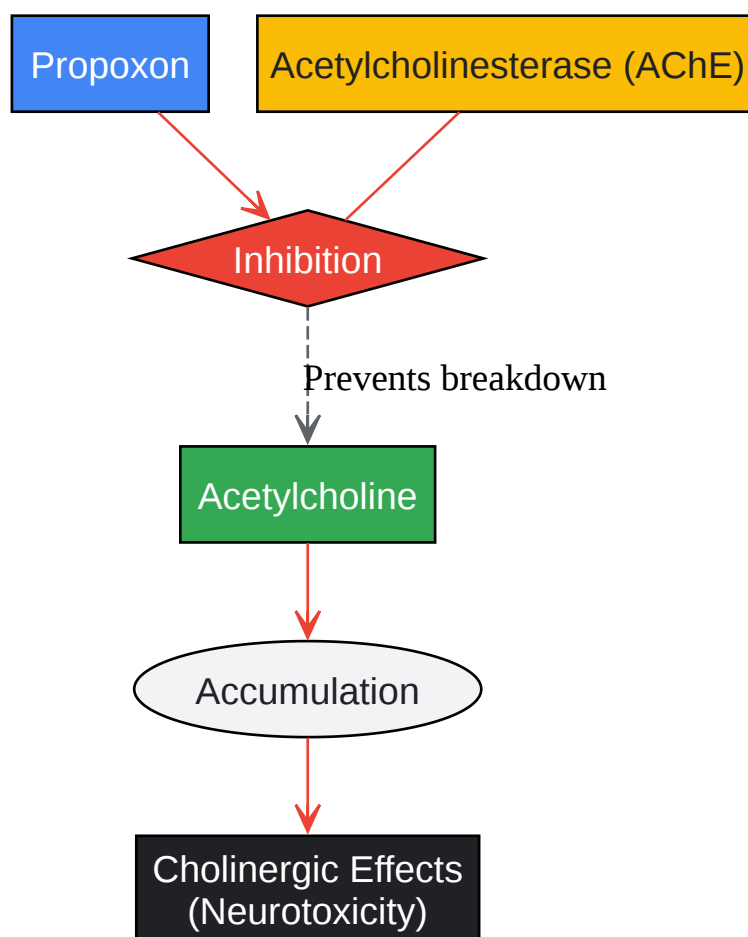 Propoxon
Acetylcholinesterase (AChE)
Inhibition
Prevents breakdown
Acetylcholine
Accumulation
Cholinergic Effects
(Neurotoxicity)